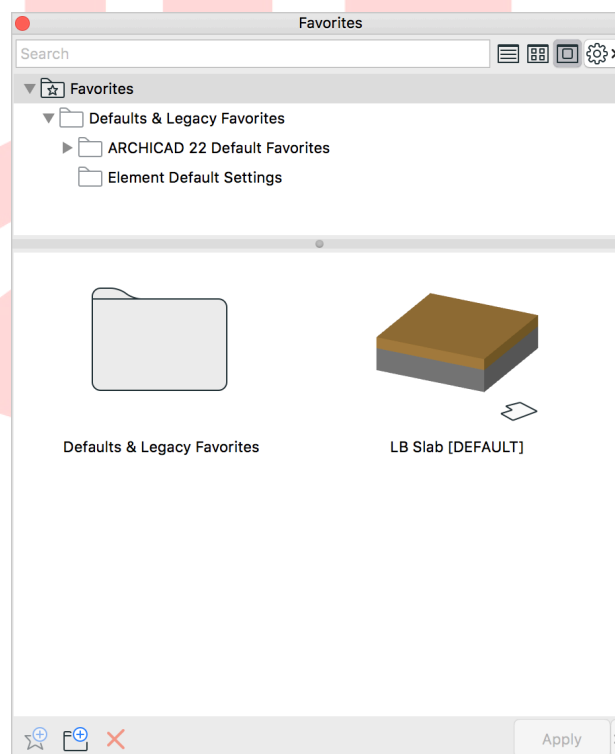 Favorites
Search
Favorites
Defaults & Legacy Favorites
ARCHICAD 22 Default Favorites
Element Default Settings
Defaults & Legacy Favorites
LB Slab [DEFAULT]
Apply